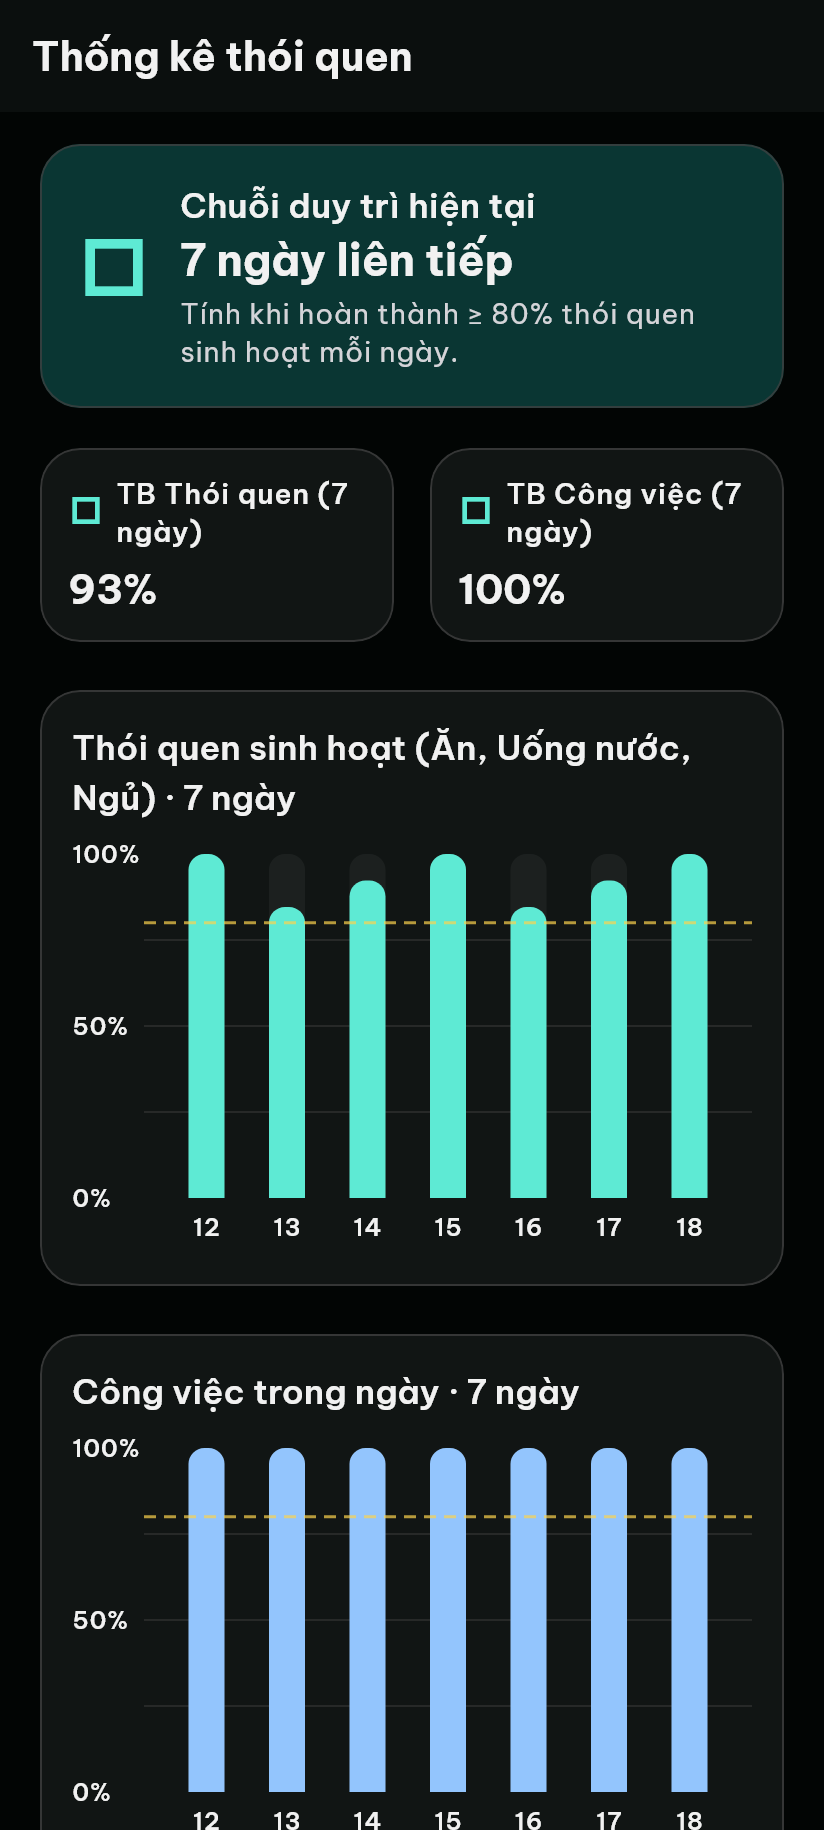 Thống kê thói quen
Chuỗi duy trì hiện tại
7 ngày liên tiếp
Tính khi hoàn thành ≥ 80% thói quen
sinh hoạt mỗi ngày.
TB Thói quen (7
ngày)
93%
TB Công việc (7
ngày)
100%
Thói quen sinh hoạt (Ăn, Uống nước,
Ngủ) · 7 ngày
100%
50%
0%
12 13 14 15 16 17 18
Công việc trong ngày · 7 ngày
100%
50%
0%
12 13 14 15 16 17 18